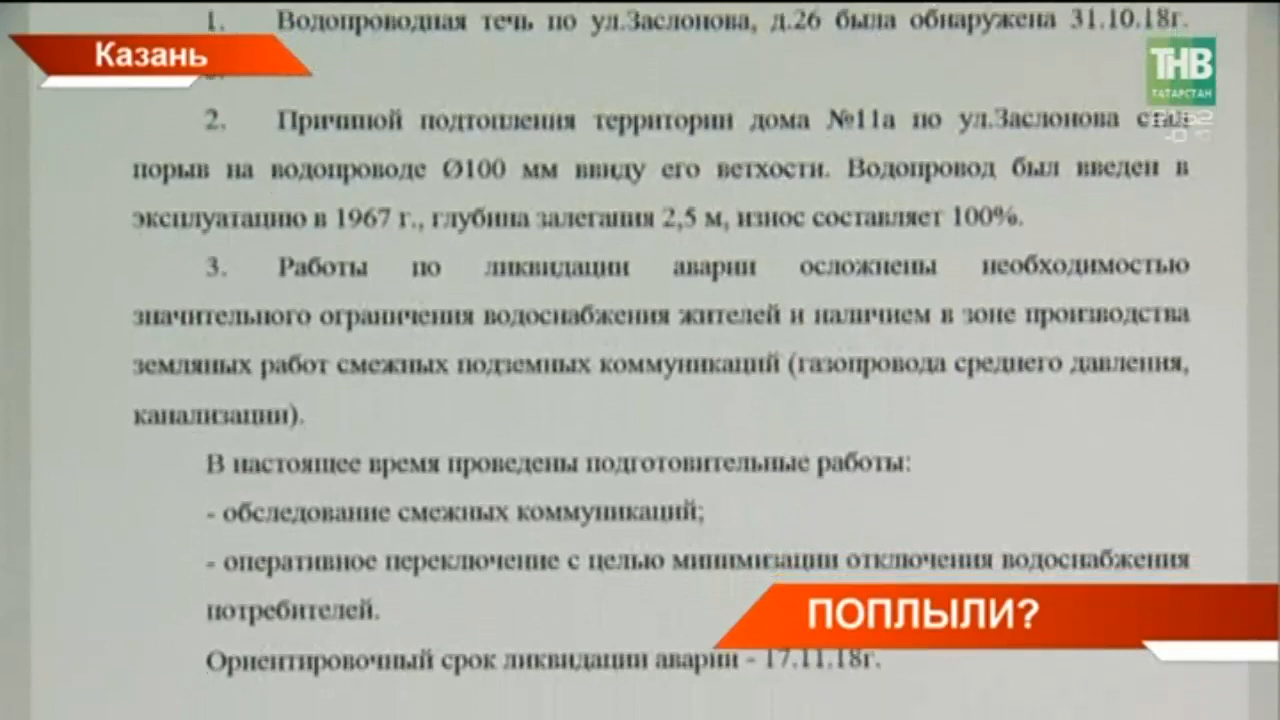 1. Водопроводная течь по ул.Заслонова, д.26 была обнаружена 31.10.18г.
Казань
ТНВ
ТАТАРСТАН
2. Причиной подтопления территории дома №11а по ул.Заслонова стал
порыв на водопроводе Ø100 мм ввиду его ветхости. Водопровод был введен в
эксплуатацию в 1967 г., глубина залегания 2,5 м, износ составляет 100%.
3. Работы по ликвидации аварии осложнены необходимостью
значительного ограничения водоснабжения жителей и наличием в зоне производства
земляных работ смежных подземных коммуникаций (газопровода среднего давления,
канализации).
В настоящее время проведены подготовительные работы:
- обследование смежных коммуникаций;
- оперативное переключение с целью минимизации отключения водоснабжения
потребителей.
ПОПЛЫЛИ?
Ориентировочный срок ликвидации аварии - 17.11.18г.